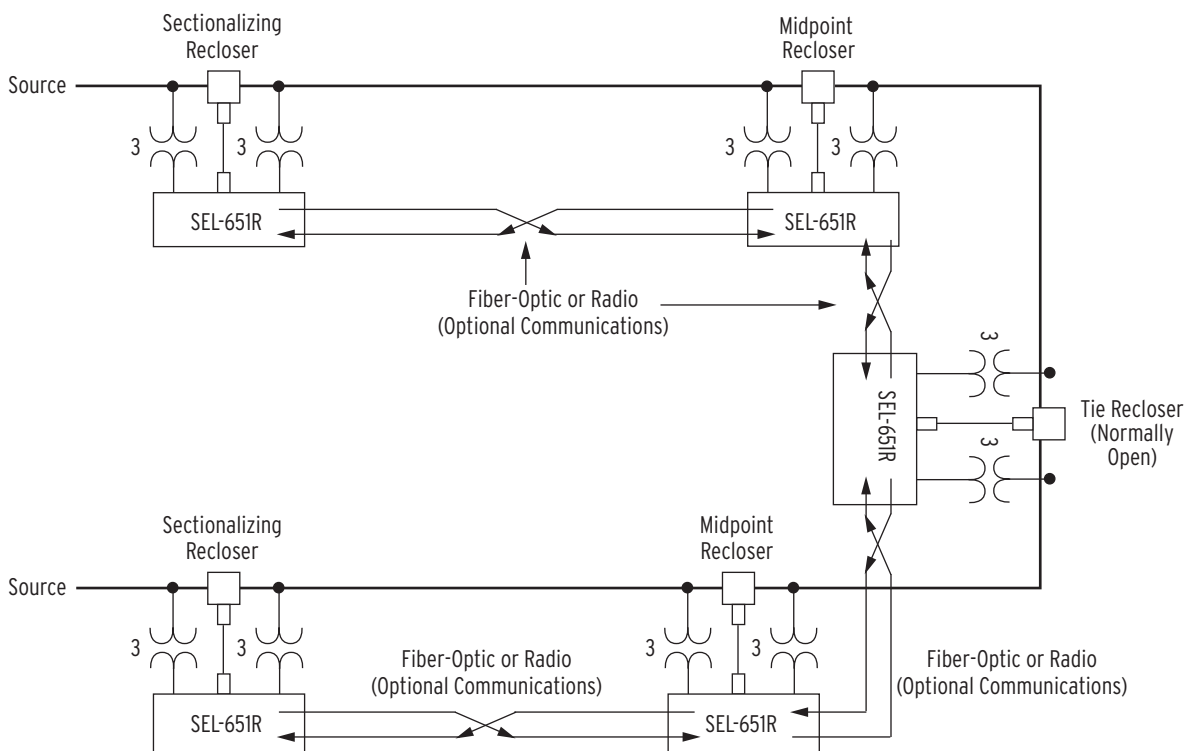 Sectionalizing
Recloser
Midpoint
Recloser
Source
3
3
3
3
SEL-651R
SEL-651R
Fiber-Optic or Radio
(Optional Communications)
3
SEL-651R
Tie Recloser
(Normally
Open)
3
Sectionalizing
Recloser
Midpoint
Recloser
Source
3
3
3
3
Fiber-Optic or Radio
(Optional Communications)
Fiber-Optic or Radio
(Optional Communications)
SEL-651R
SEL-651R